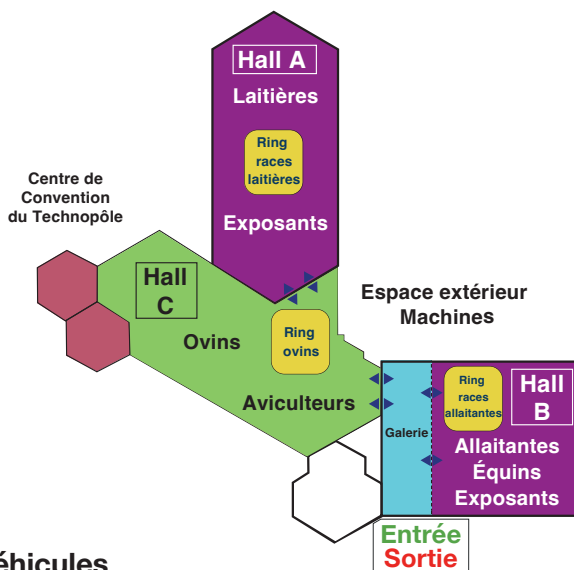 Hall A
Laitières
Ring
races
laitières
Exposants
Centre de
Convention
du Technopôle
Hall
C
Ovins
Ring
ovins
Aviculteurs
Espace extérieur
Machines
Galerie
Ring
races
allaitantes
Hall
B
Allaitantes
Équins
Exposants
Entrée
Sortie
éhicules